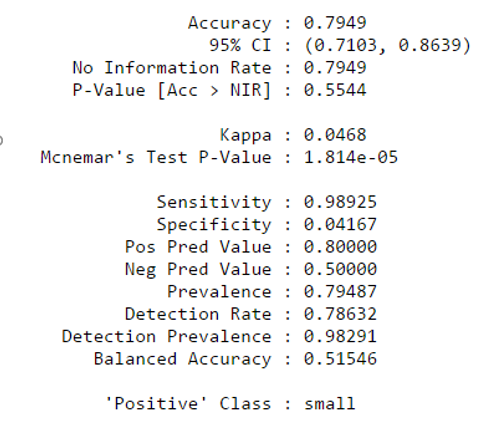 Accuracy : 0.7949
95% CI : (0.7103, 0.8639)
No Information Rate : 0.7949
P-Value [Acc > NIR] : 0.5544
Kappa : 0.0468
Mcnemar's Test P-Value : 1.814e-05
Sensitivity : 0.98925
Specificity : 0.04167
Pos Pred Value : 0.80000
Neg Pred Value : 0.50000
Prevalence : 0.79487
Detection Rate : 0.78632
Detection Prevalence : 0.98291
Balanced Accuracy : 0.51546
'Positive' Class : small